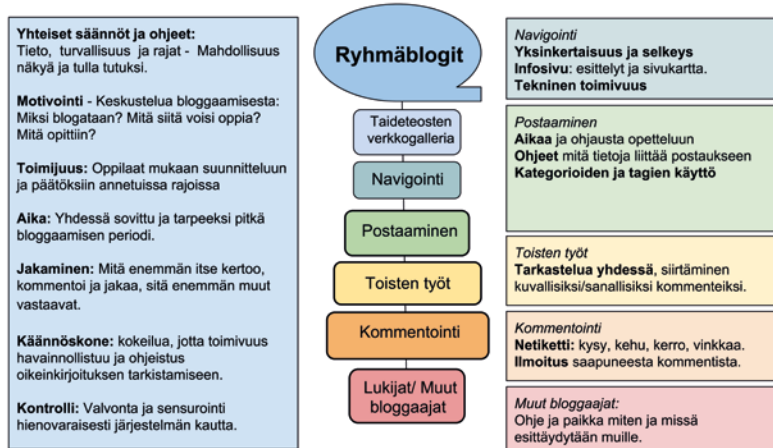 Yhteiset säännöt ja ohjeet:
Tieto, turvallisuus ja rajat - Mahdollisuus
näkyä ja tulla tutuksi.
Motivointi - Keskustelua bloggaamisesta:
Miksi blogataan? Mitä siitä voisi oppia?
Mitä opittiin?
Toimijuus: Oppilaat mukaan suunnitteluun
ja päätöksiin annetuissa rajoissa
Aika: Yhdessä sovittu ja tarpeeksi pitkä
bloggaamisen periodi.
Jakaminen: Mitä enemmän itse kertoo,
kommentoi ja jakaa, sitä enemmän muut
vastaavat.
Käännöskone: kokeilua, jotta toimivuus
havainnollistuu ja ohjeistus
oikeinkirjoituksen tarkistamiseen.
Kontrolli: Valvonta ja sensurointi
hienovaraisesti järjestelmän kautta.
Ryhmäblogit
Taideteosten
verkkogalleria
Navigointi
Postaaminen
Toisten työt
Kommentointi
Lukijat/ Muut
bloggaajat
Navigointi
Yksinkertaisuus ja selkeys
Infosivu: esittelyt ja sivukartta.
Tekninen toimivuus
Postaaminen
Aikaa ja ohjausta opetteluun
Ohjeet mitä tietoja liittää postaukseen
Kategorioiden ja tagien käyttö
Toisten työt
Tarkastelua yhdessä, siirtäminen
kuvallisiksi/sanallisiksi kommenteiksi.
Kommentointi
Netiketti: kysy, kehu, kerro, vinkkaa.
Ilmoitus saapuneesta kommentista.
Muut bloggaajat:
Ohje ja paikka miten ja missä
esittäydytään muille.